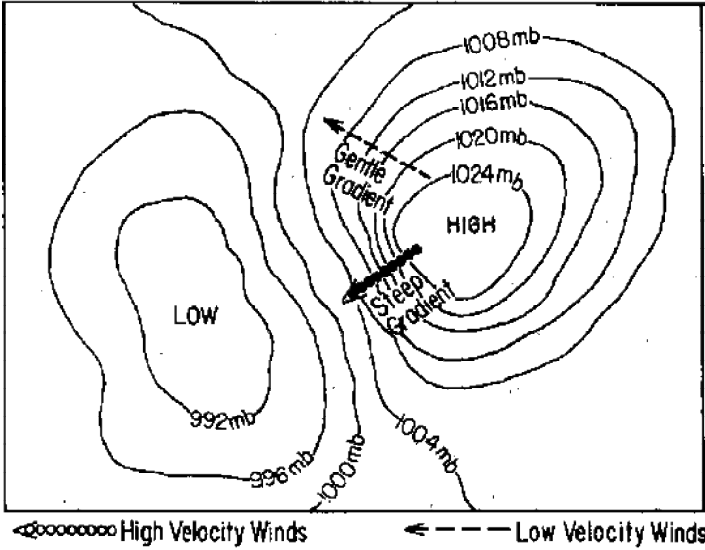 1008mb
1012mb
1016mb
1020mb
1024mb
Gentle
Gradient
HIGH
Steep
Gradient
LOW
992mb
996mb
1000mb
1004mb
High Velocity Winds
Low Velocity Winds